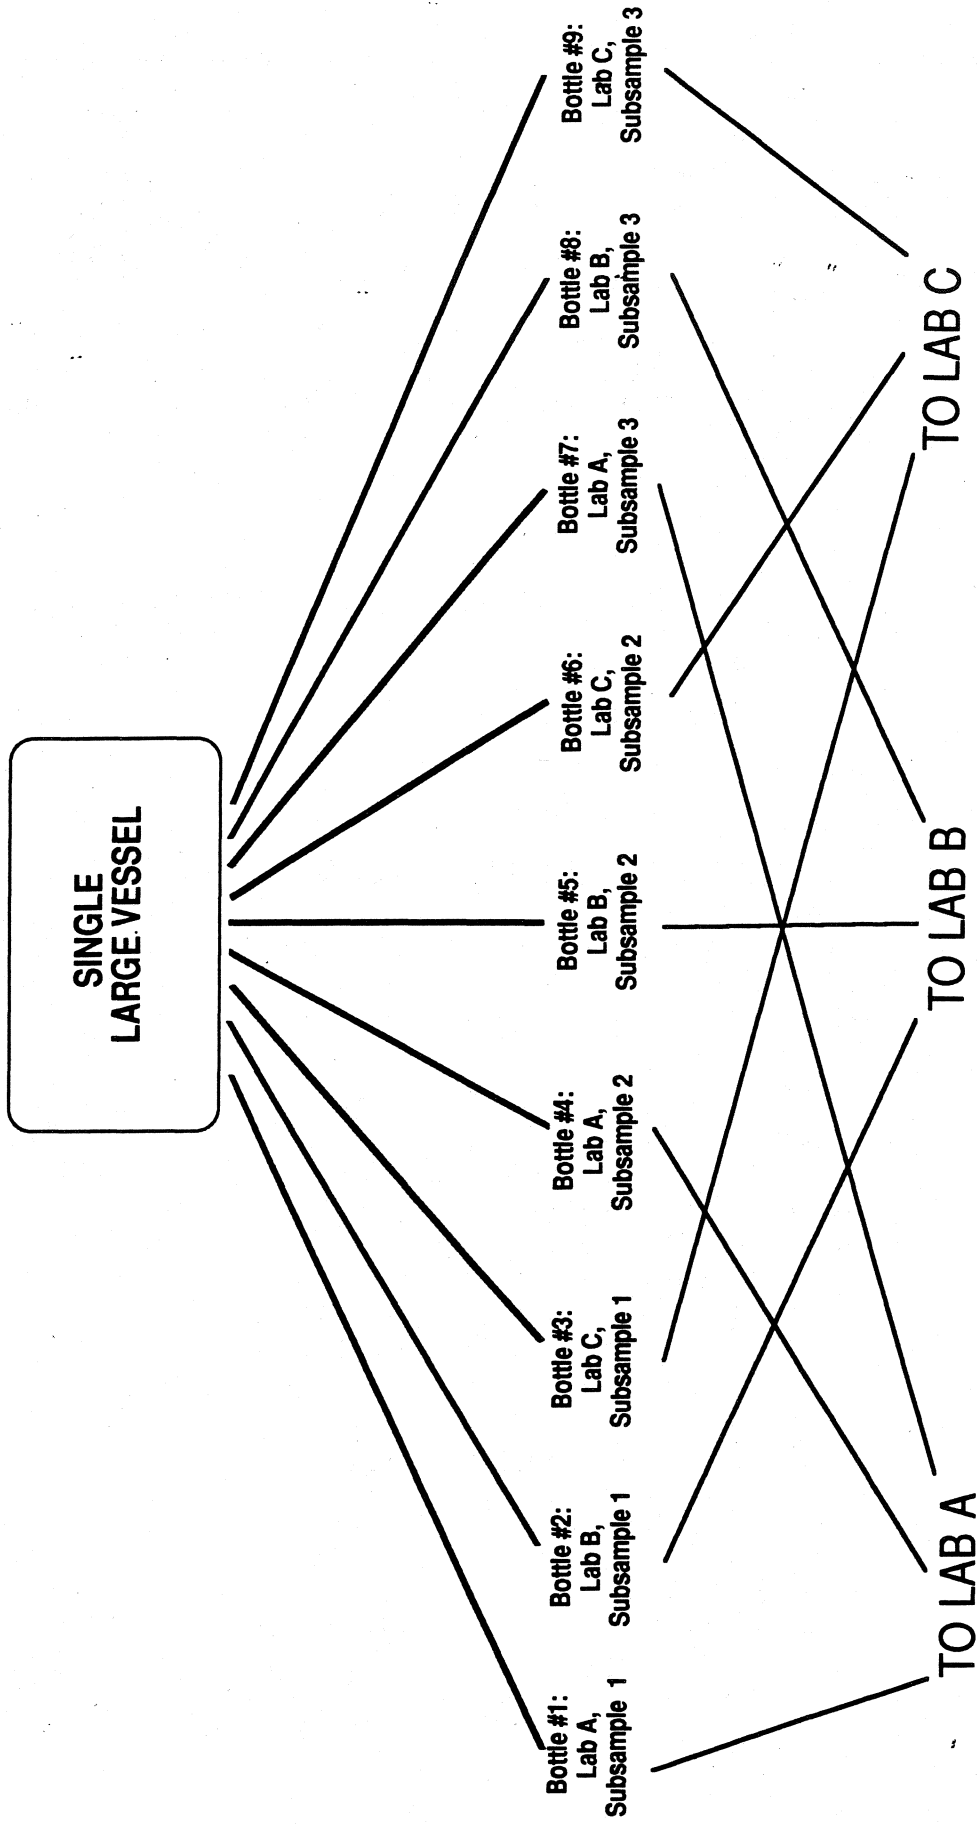 SINGLE
LARGE VESSEL
Bottle #1:
Lab A,
Subsample 1
Bottle #2:
Lab B,
Subsample 1
Bottle #3:
Lab C,
Subsample 1
Bottle #4:
Lab A,
Subsample 2
Bottle #5:
Lab B,
Subsample 2
Bottle #6:
Lab C,
Subsample 2
Bottle #7:
Lab A,
Subsample 3
Bottle #8:
Lab B,
Subsample 3
Bottle #9:
Lab C,
Subsample 3
TO LAB A
TO LAB B
TO LAB C